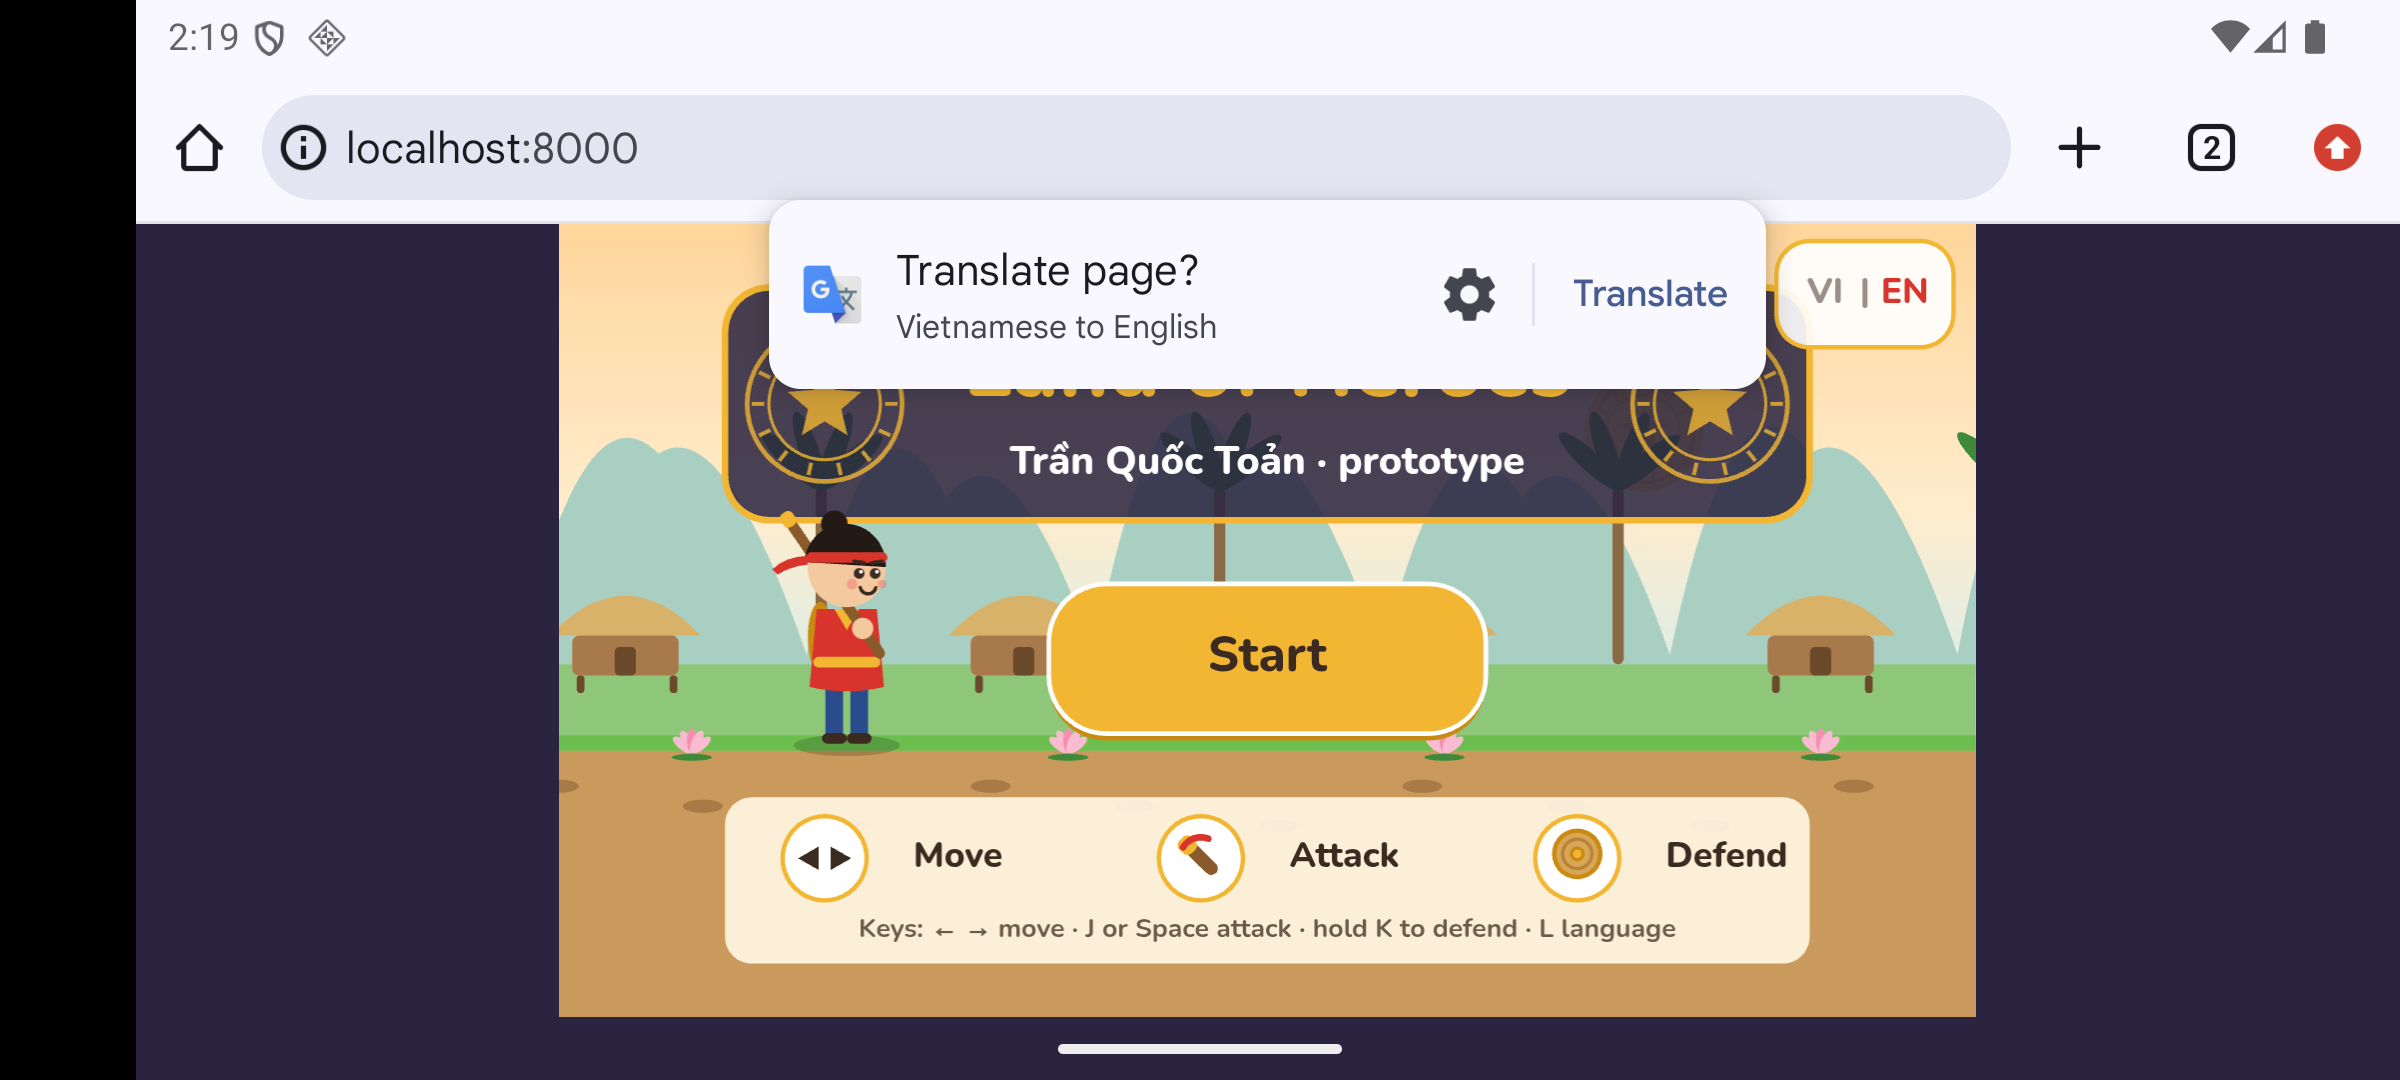 2:19
localhost:8000
2
Translate page?
Vietnamese to English
Translate
VI | EN
Trần Quốc Toản · prototype
Start
Move
Attack
Defend
Keys: ← → move · J or Space attack · hold K to defend · L language